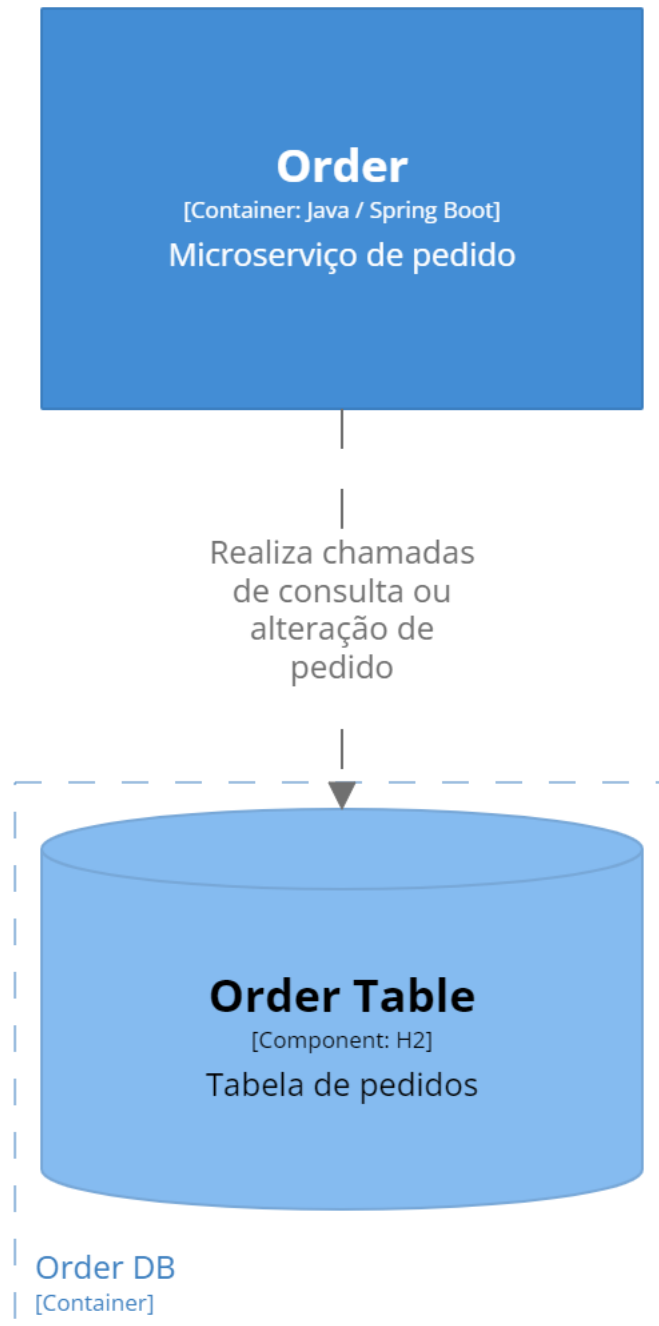 Order
[Container: Java / Spring Boot]
Microserviço de pedido
Realiza chamadas
de consulta ou
alteração de
pedido
Order Table
[Component: H2]
Tabela de pedidos
Order DB
[Container]